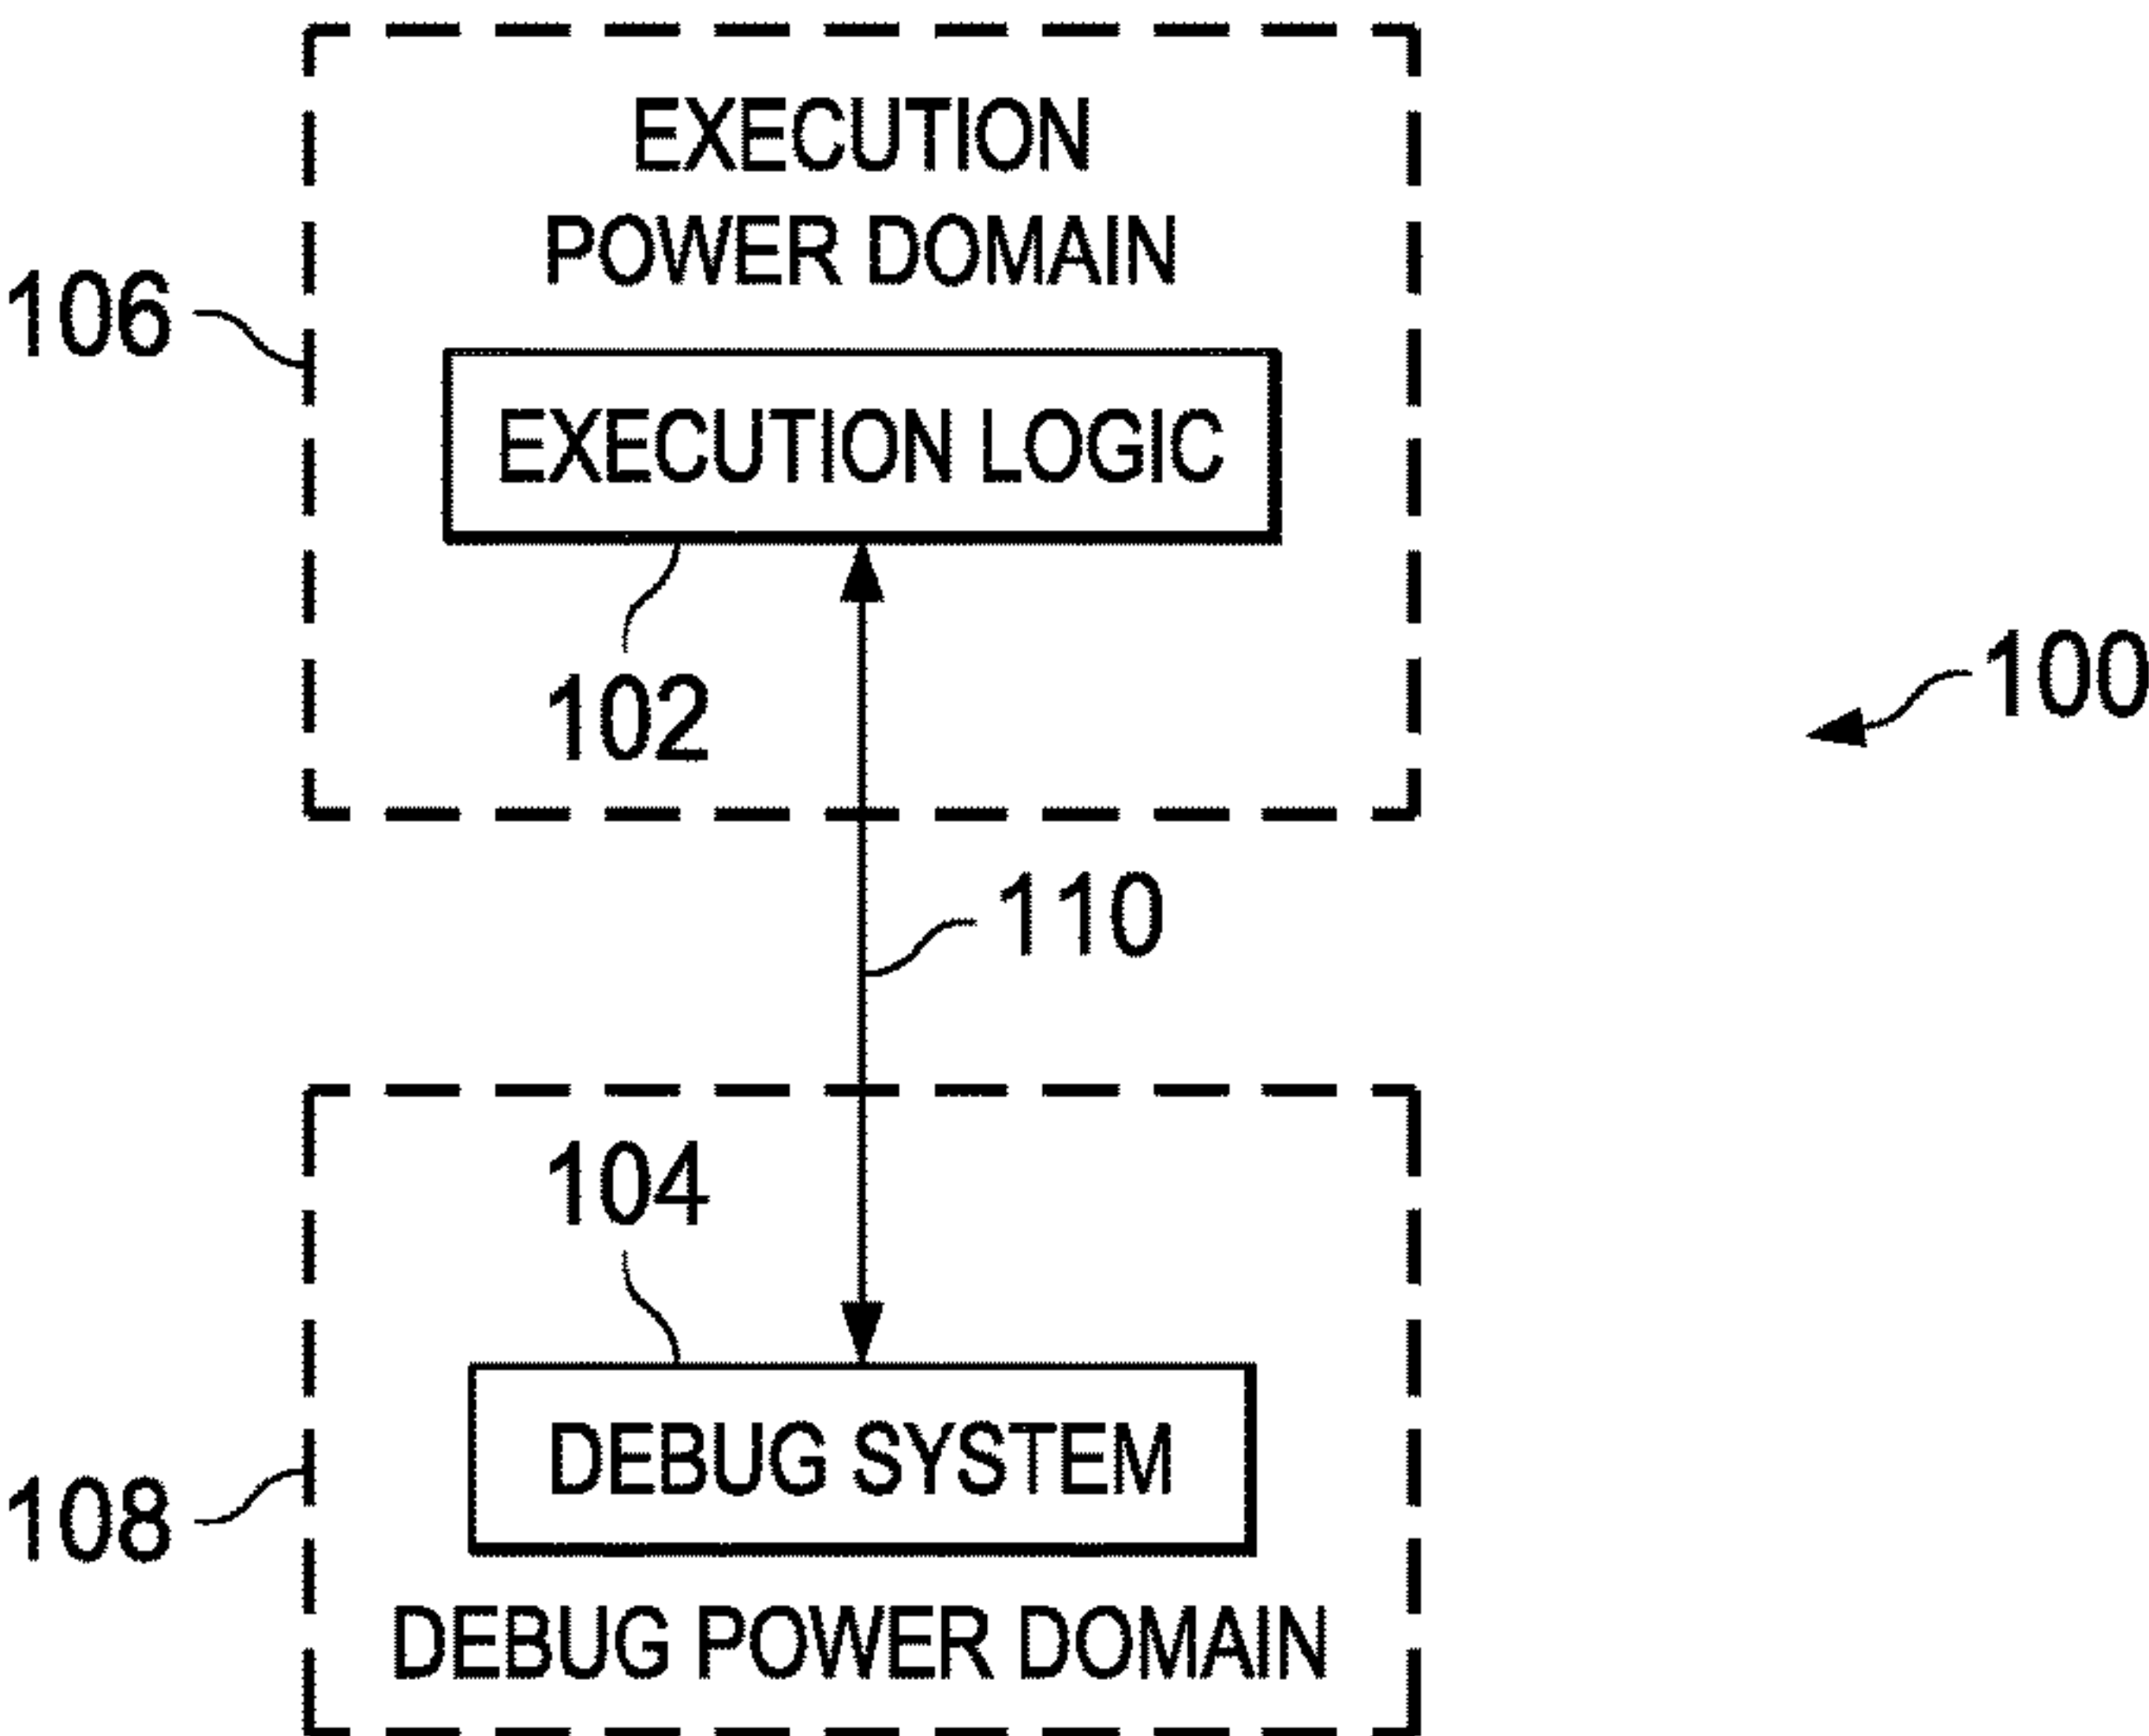 EXECUTION
POWER DOMAIN
106
EXECUTION LOGIC
102
100
110
104
DEBUG SYSTEM
108
DEBUG POWER DOMAIN